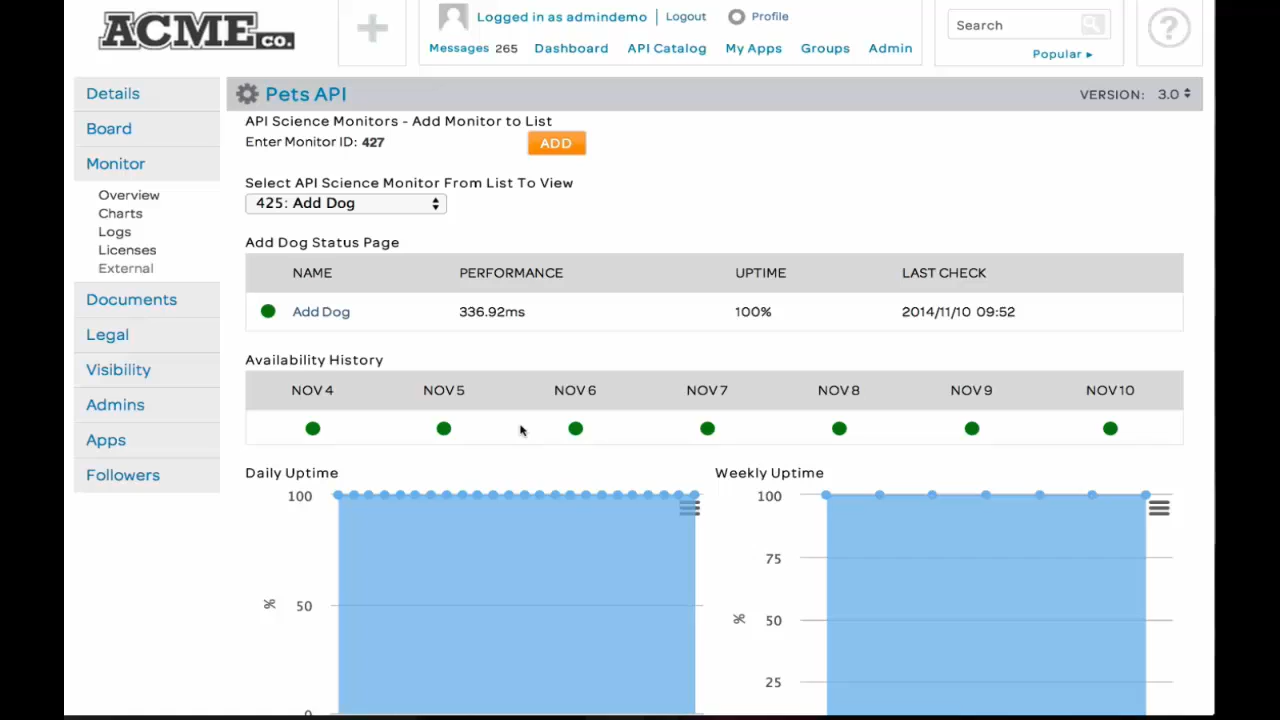 ACME CO.
Logged in as admindemo
Logout
Profile
Messages 265
Dashboard
API Catalog
My Apps
Groups
Admin
Search
Popular ▸
?
Details
Board
Monitor
Overview
Charts
Logs
Licenses
External
Documents
Legal
Visibility
Admins
Apps
Followers
Pets API
VERSION: 3.0
API Science Monitors - Add Monitor to List
Enter Monitor ID: 427
ADD
Select API Science Monitor From List To View
425: Add Dog
Add Dog Status Page
NAME PERFORMANCE UPTIME LAST CHECK
Add Dog 336.92ms 100% 2014/11/10 09:52
Availability History
NOV 4 NOV 5 NOV 6 NOV 7 NOV 8 NOV 9 NOV 10
Daily Uptime
100
50
0
%
Weekly Uptime
100
75
50
25
%